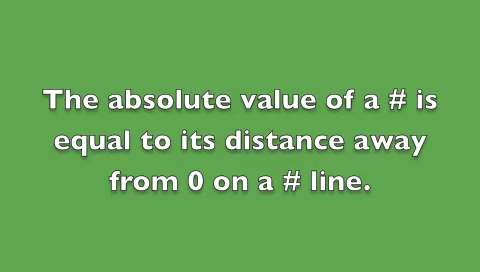 The absolute value of a # is
equal to its distance away
from 0 on a # line.